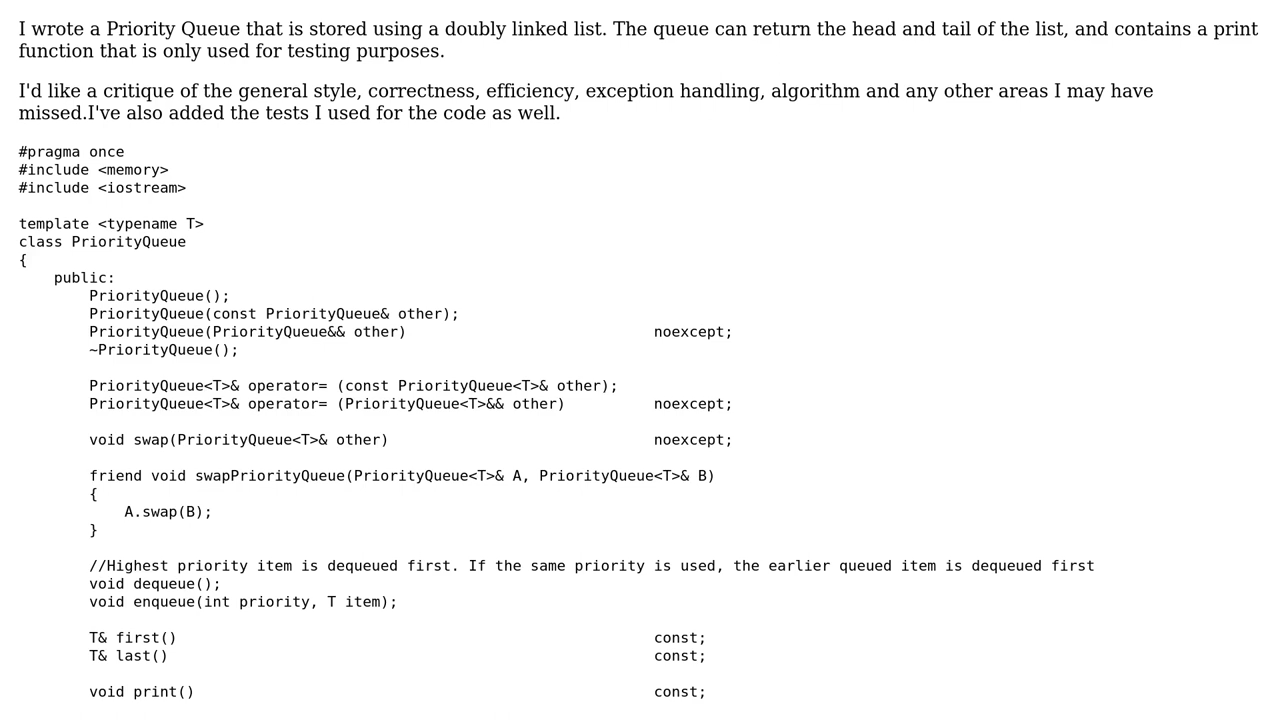 I wrote a Priority Queue that is stored using a doubly linked list. The queue can return the head and tail of the list, and contains a print
function that is only used for testing purposes.
I'd like a critique of the general style, correctness, efficiency, exception handling, algorithm and any other areas I may have
missed.I've also added the tests I used for the code as well.
#pragma once
#include <memory>
#include <iostream>
template <typename T>
class PriorityQueue
{
    public:
        PriorityQueue();
        PriorityQueue(const PriorityQueue& other);
        PriorityQueue(PriorityQueue&& other)                            noexcept;
        ~PriorityQueue();
        PriorityQueue<T>& operator= (const PriorityQueue<T>& other);
        PriorityQueue<T>& operator= (PriorityQueue<T>&& other)          noexcept;
        void swap(PriorityQueue<T>& other)                              noexcept;
        friend void swapPriorityQueue(PriorityQueue<T>& A, PriorityQueue<T>& B)
        {
            A.swap(B);
        }
        //Highest priority item is dequeued first. If the same priority is used, the earlier queued item is dequeued first
        void dequeue();
        void enqueue(int priority, T item);
        T& first()                                                      const;
        T& last()                                                       const;
        void print()                                                    const;